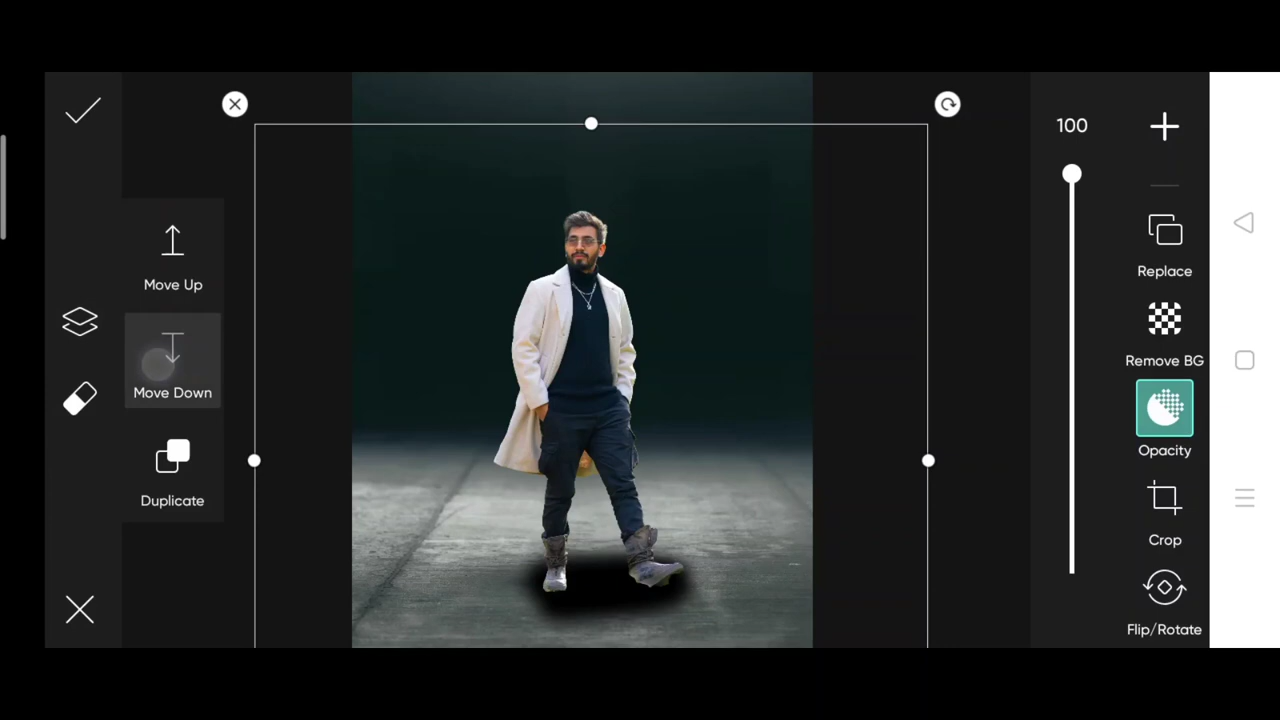 100
Move Up
Replace
Remove BG
Move Down
Opacity
Duplicate
Crop
Flip/Rotate